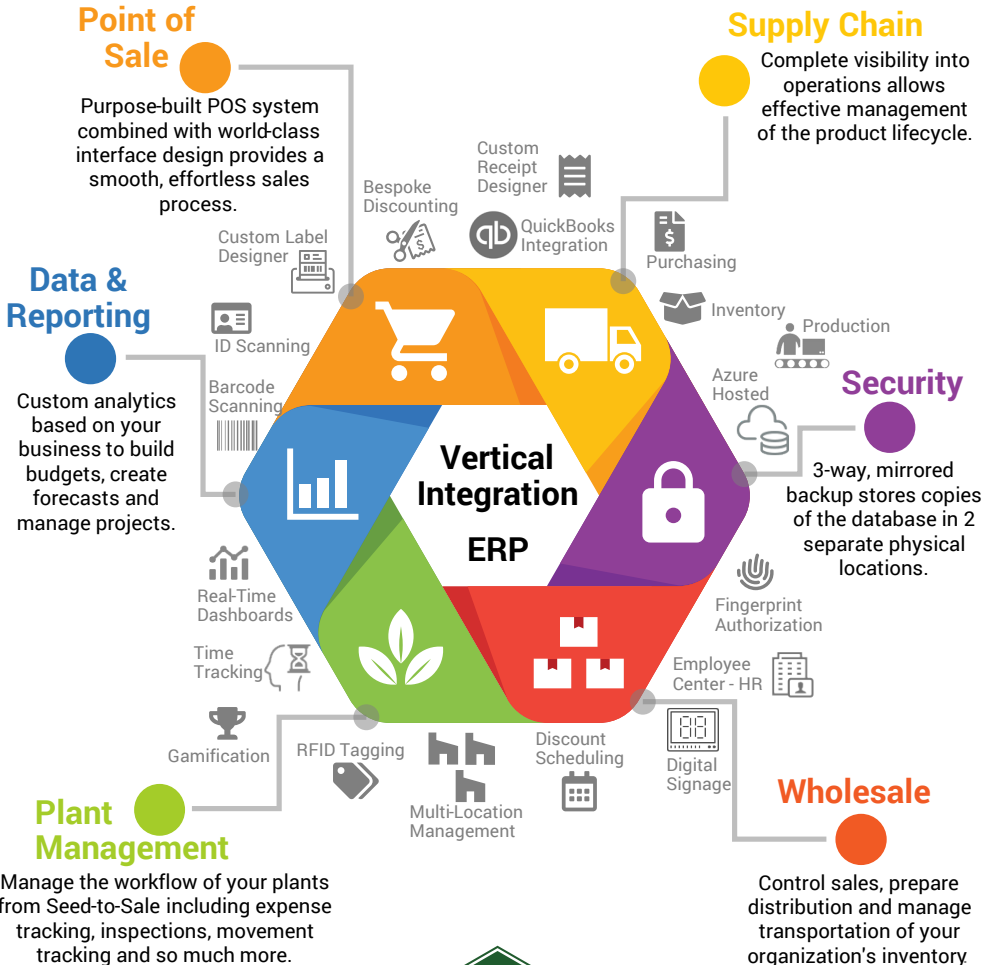 Point of
Sale
Purpose-built POS system
combined with world-class
interface design provides a
smooth, effortless sales
process.
Supply Chain
Complete visibility into
operations allows
effective management
of the product lifecycle.
Custom
Receipt
Designer
Bespoke
Discounting
qb
QuickBooks
Integration
Custom Label
Designer
$
Purchasing
Inventory
Production
Data &
Reporting
Custom analytics
based on your
business to build
budgets, create
forecasts and
manage projects.
ID Scanning
Barcode
Scanning
Azure
Hosted
Security
3-way, mirrored
backup stores copies
of the database in 2
separate physical
locations.
Vertical
Integration
ERP
Real-Time
Dashboards
Time
Tracking
Gamification
RFID Tagging
Multi-Location
Management
Discount
Scheduling
Fingerprint
Authorization
Employee
Center - HR
Digital
Signage
Plant
Management
Manage the workflow of your plants
from Seed-to-Sale including expense
tracking, inspections, movement
tracking and so much more.
Wholesale
Control sales, prepare
distribution and manage
transportation of your
organization's inventory